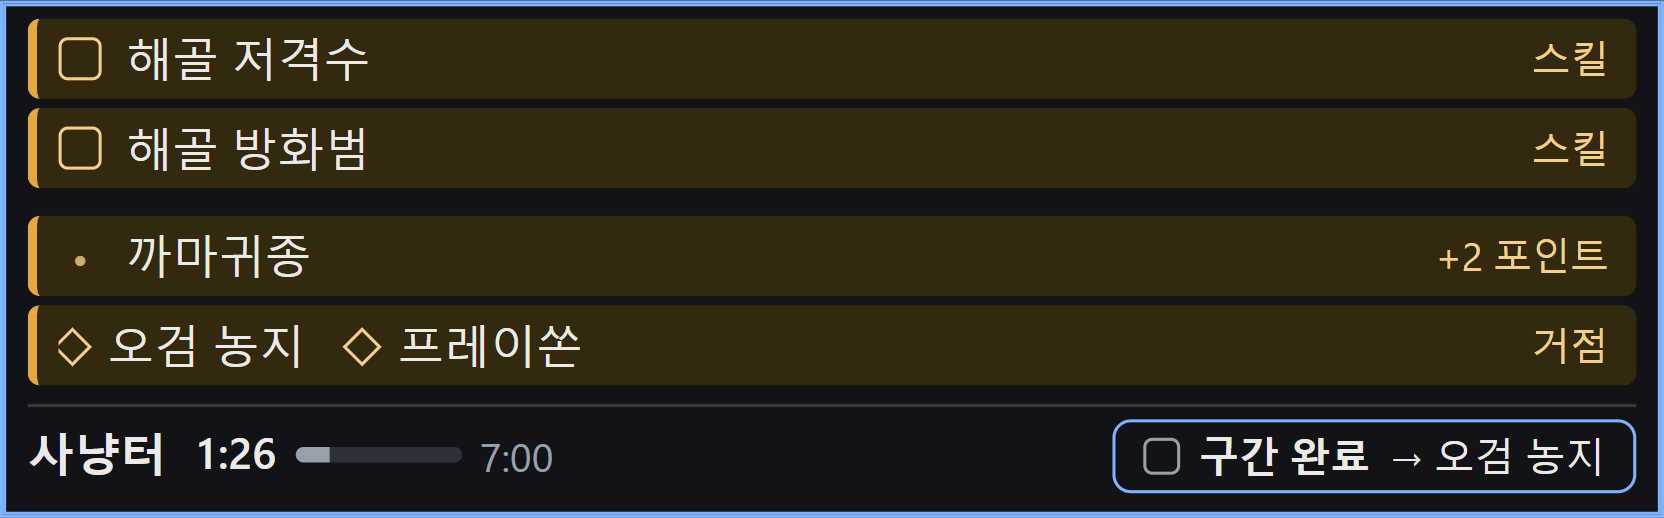 해골 저격수 스킬
해골 방화범 스킬
• 까마귀종 +2 포인트
◇ 오검 농지 ◇ 프레이쏜 거점
사냥터 1:26 7:00 구간 완료 → 오검 농지